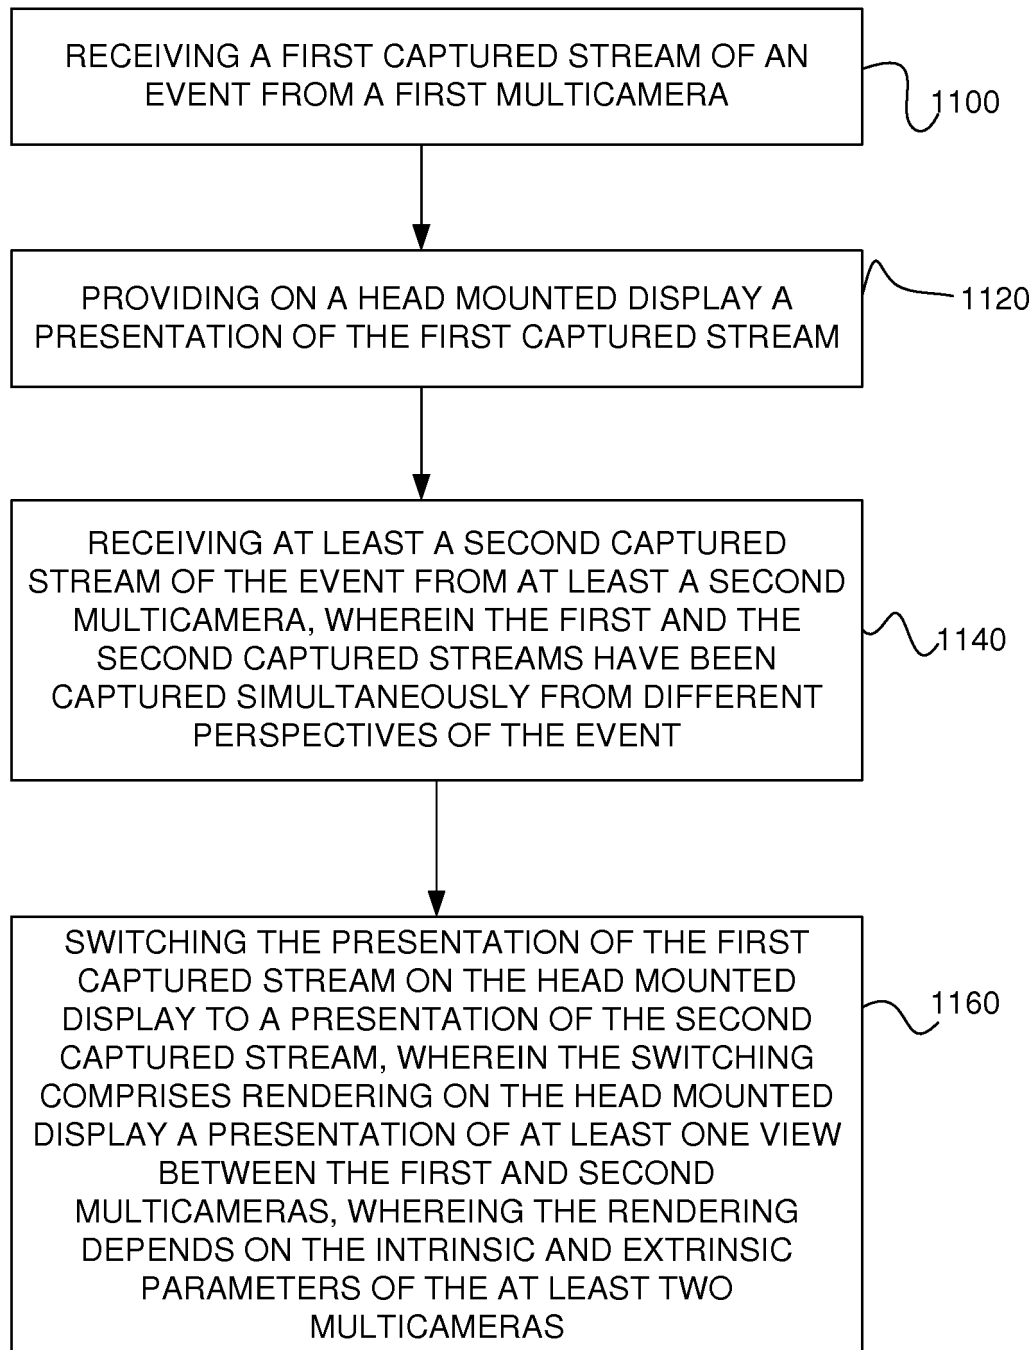 RECEIVING A FIRST CAPTURED STREAM OF AN
EVENT FROM A FIRST MULTICAMERA
1100
PROVIDING ON A HEAD MOUNTED DISPLAY A
PRESENTATION OF THE FIRST CAPTURED STREAM
1120
RECEIVING AT LEAST A SECOND CAPTURED
STREAM OF THE EVENT FROM AT LEAST A SECOND
MULTICAMERA, WHEREIN THE FIRST AND THE
SECOND CAPTURED STREAMS HAVE BEEN
CAPTURED SIMULTANEOUSLY FROM DIFFERENT
PERSPECTIVES OF THE EVENT
1140
SWITCHING THE PRESENTATION OF THE FIRST
CAPTURED STREAM ON THE HEAD MOUNTED
DISPLAY TO A PRESENTATION OF THE SECOND
CAPTURED STREAM, WHEREIN THE SWITCHING
COMPRISES RENDERING ON THE HEAD MOUNTED
DISPLAY A PRESENTATION OF AT LEAST ONE VIEW
BETWEEN THE FIRST AND SECOND
MULTICAMERAS, WHEREING THE RENDERING
DEPENDS ON THE INTRINSIC AND EXTRINSIC
PARAMETERS OF THE AT LEAST TWO
MULTICAMERAS
1160